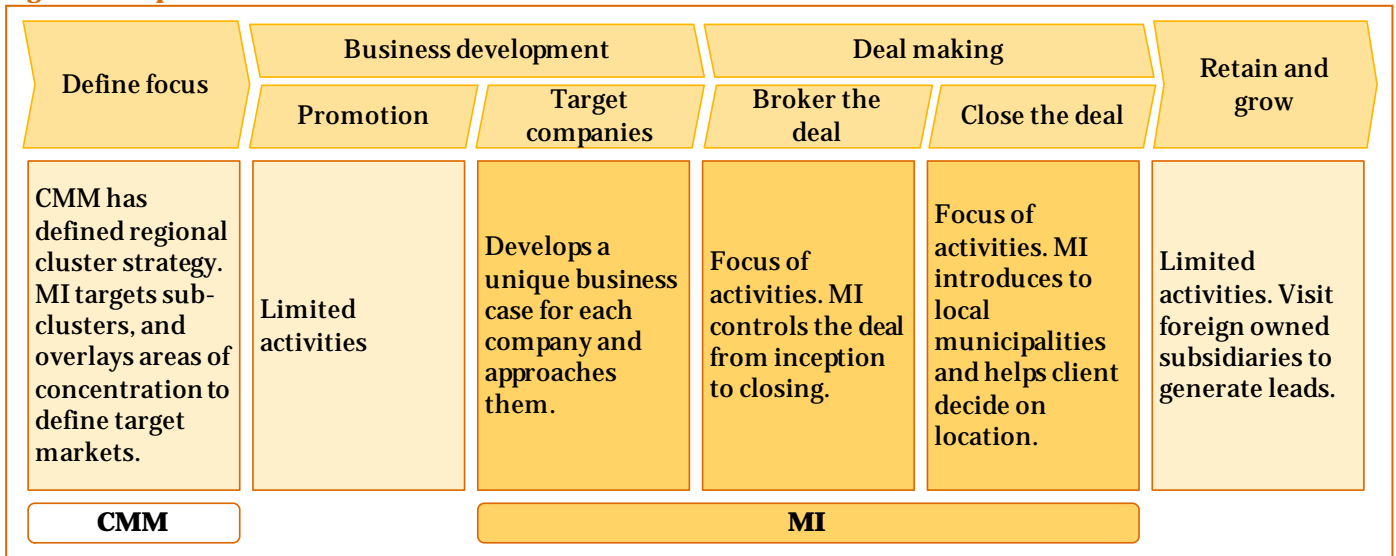 Business development
Deal making
Define focus
Retain and
grow
Promotion
Target
companies
Broker the
deal
Close the deal
CMM has
defined regional
cluster strategy.
MI targets sub-
clusters, and
overlays areas of
concentration to
define target
markets.
Limited
activities
Develops a
unique business
case for each
company and
approaches
them.
Focus of
activities. MI
controls the deal
from inception
to closing.
Focus of
activities. MI
introduces to
local
municipalities
and helps client
decide on
location.
Limited
activities. Visit
foreign owned
subsidiaries to
generate leads.
CMM
MI